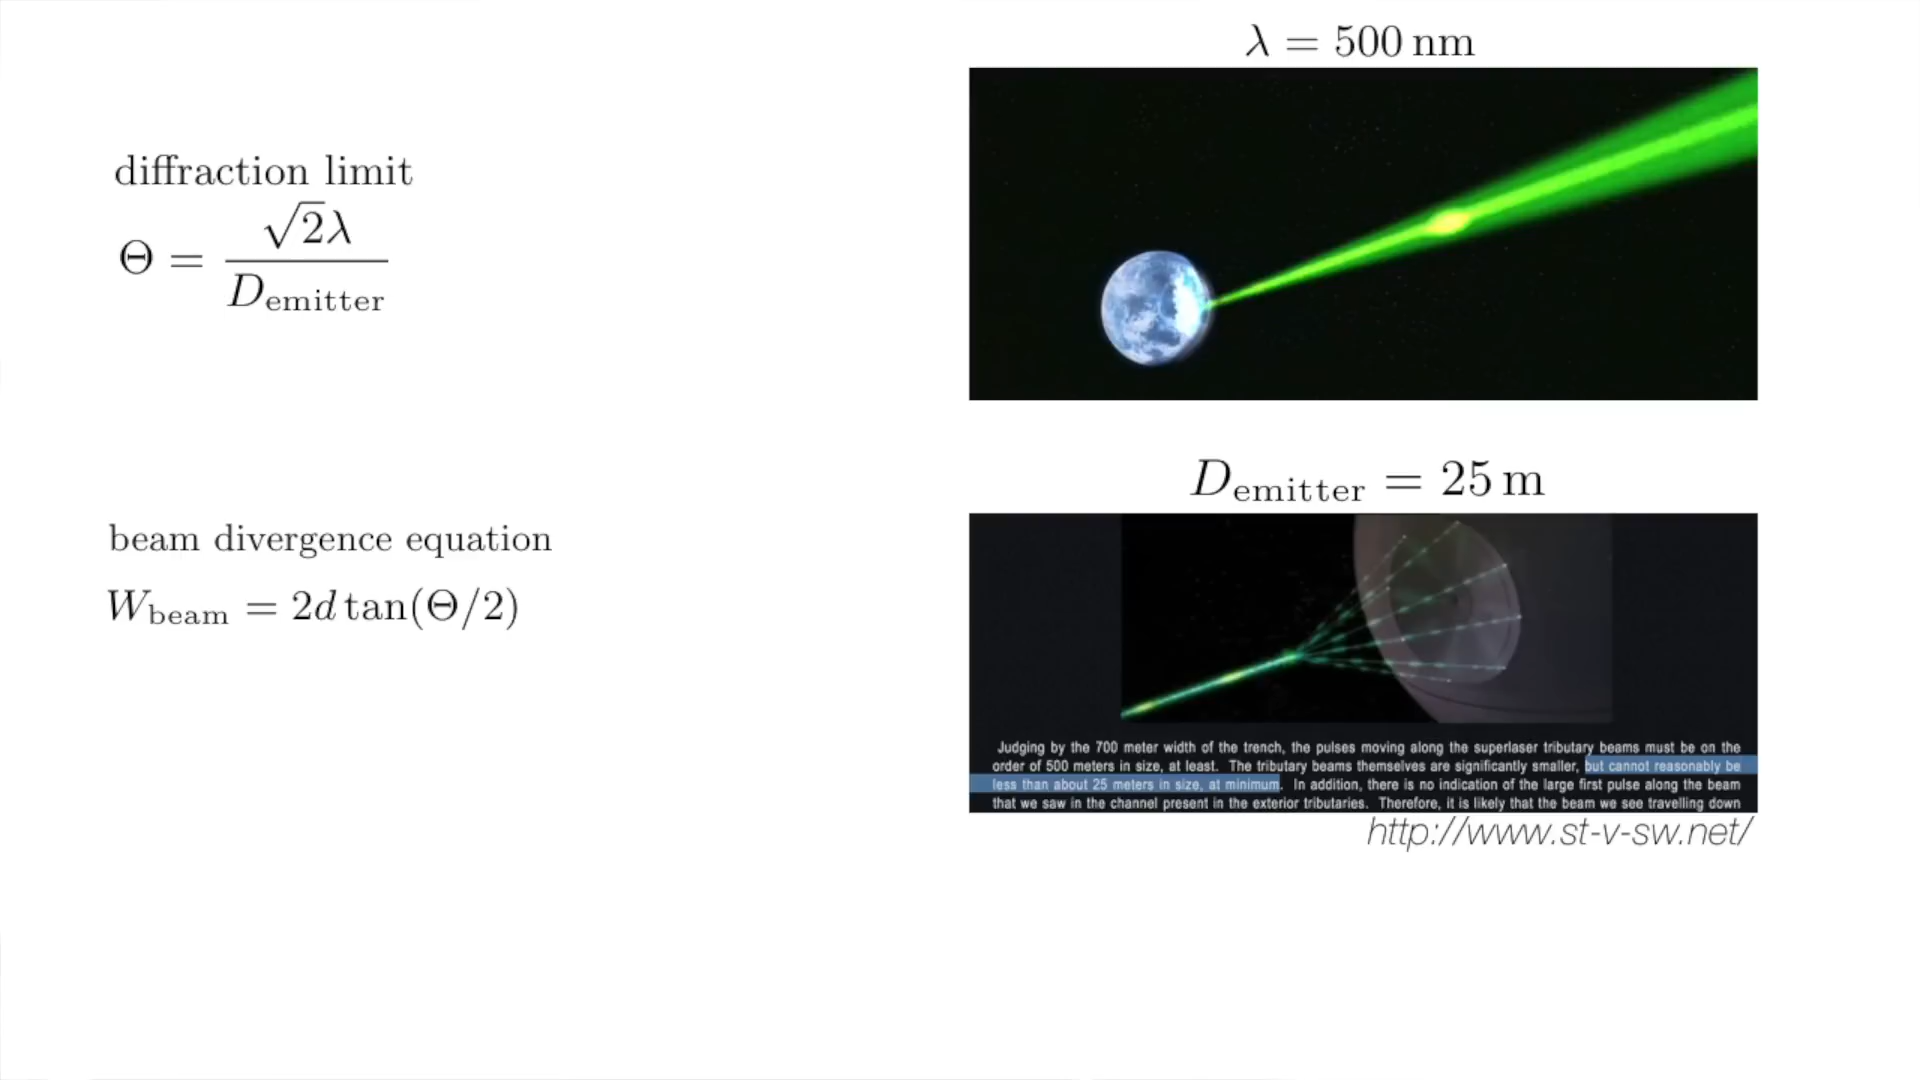 λ = 500 nm
diffraction limit
Θ = √2λ / D_emitter
D_emitter = 25 m
beam divergence equation
W_beam = 2d tan(Θ/2)
Judging by the 700 meter width of the trench, the pulses moving along the superlaser tributary beams must be on the
order of 500 meters in size, at least. The tributary beams themselves are significantly smaller, but cannot reasonably be
less than about 25 meters in size, at minimum. In addition, there is no indication of the large first pulse along the beam
that we saw in the channel present in the exterior tributaries. Therefore, it is likely that the beam we see travelling down
http://www.st-v-sw.net/